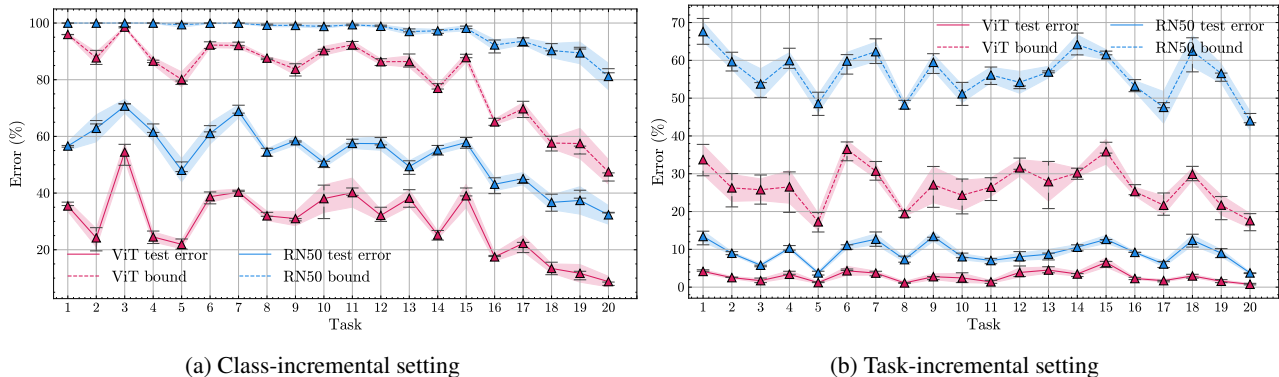 100
80
60
40
20
Error (%)
ViT test error
ViT bound
RN50 test error
RN50 bound
1 2 3 4 5 6 7 8 9 10 11 12 13 14 15 16 17 18 19 20
Task
(a) Class-incremental setting
70
60
50
40
30
20
10
0
Error (%)
ViT test error
ViT bound
RN50 test error
RN50 bound
1 2 3 4 5 6 7 8 9 10 11 12 13 14 15 16 17 18 19 20
Task
(b) Task-incremental setting